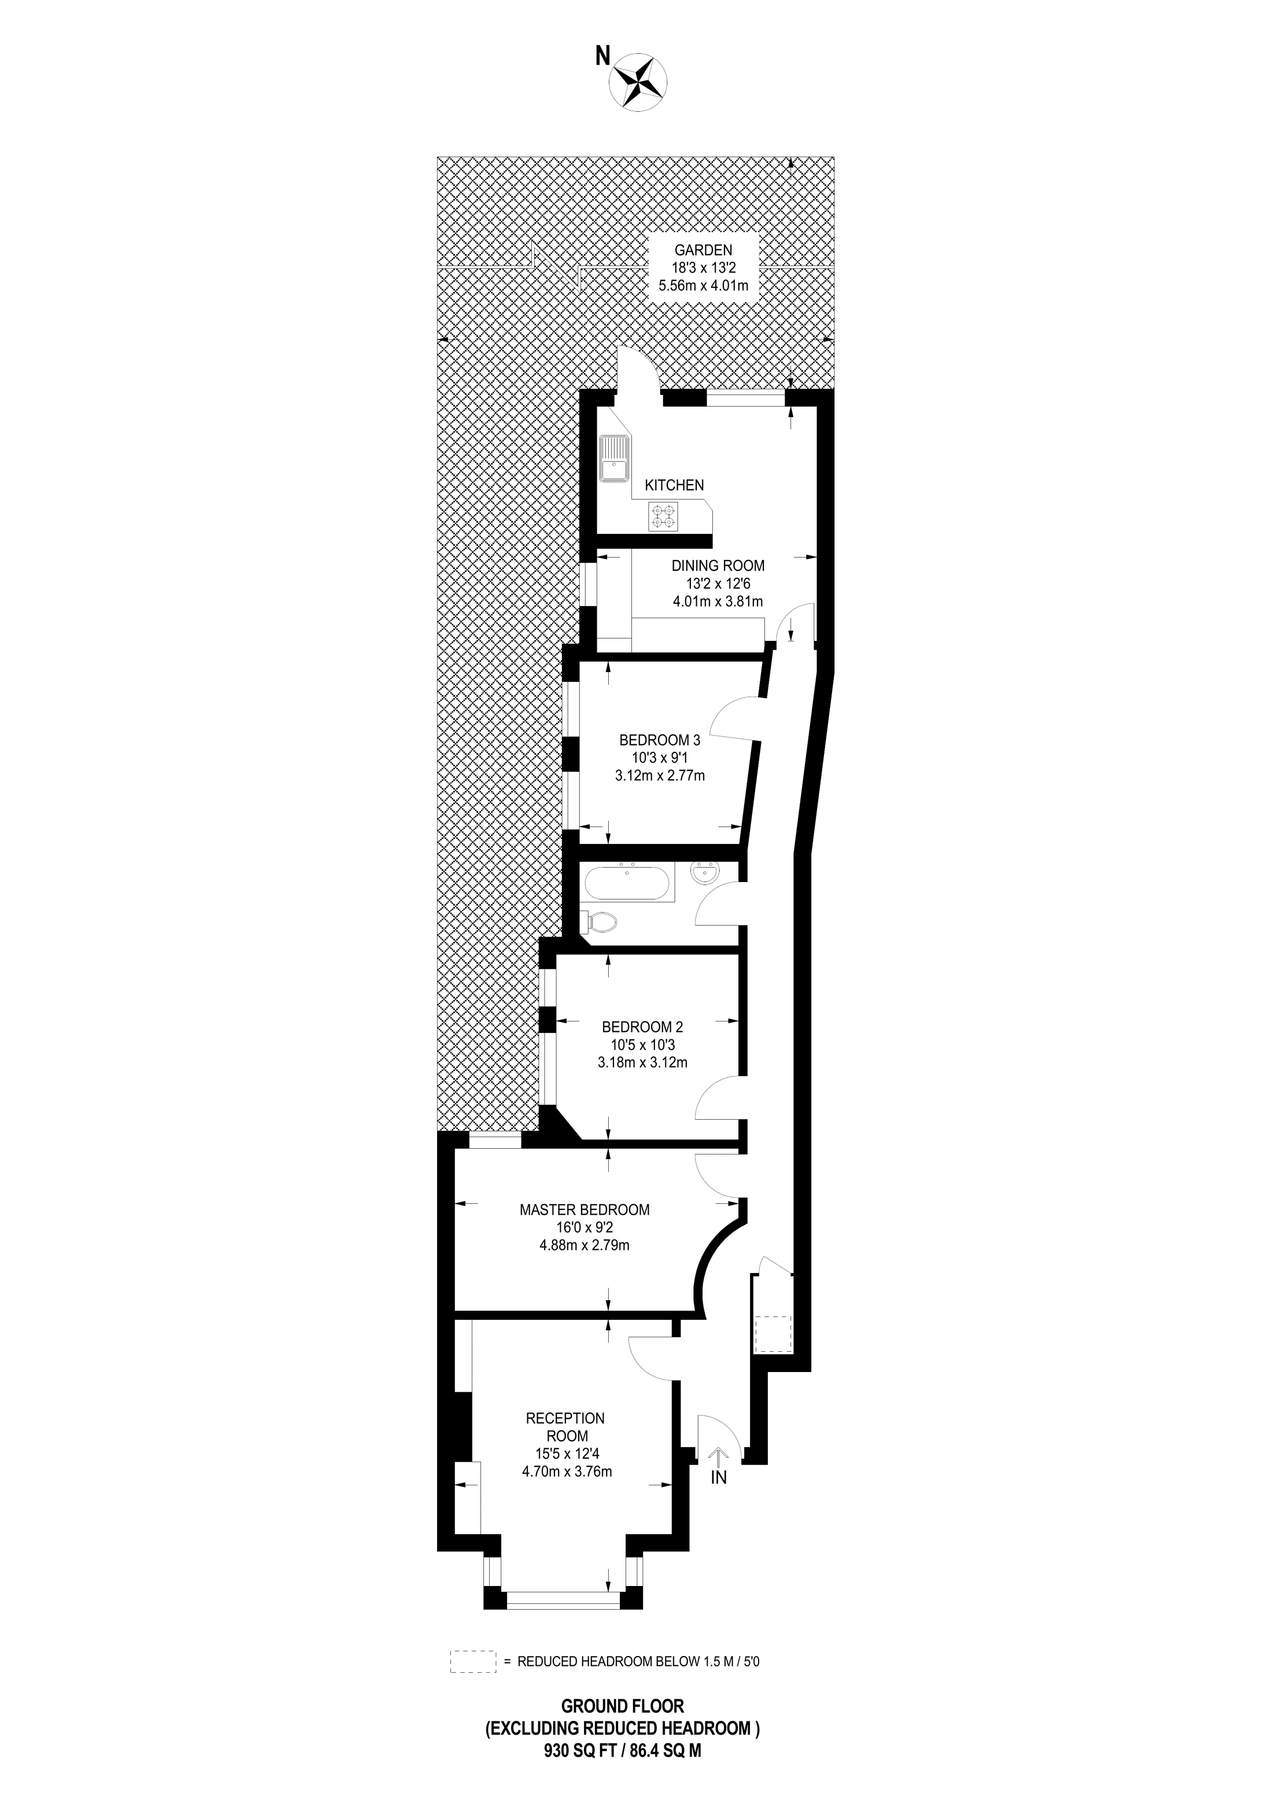 N
GARDEN
18'3 x 13'2
5.56m x 4.01m
KITCHEN
DINING ROOM
13'2 x 12'6
4.01m x 3.81m
BEDROOM 3
10'3 x 9'1
3.12m x 2.77m
BEDROOM 2
10'5 x 10'3
3.18m x 3.12m
MASTER BEDROOM
16'0 x 9'2
4.88m x 2.79m
RECEPTION
ROOM
15'5 x 12'4
4.70m x 3.76m
IN
= REDUCED HEADROOM BELOW 1.5 M / 5'0
GROUND FLOOR
(EXCLUDING REDUCED HEADROOM )
930 SQ FT / 86.4 SQ M